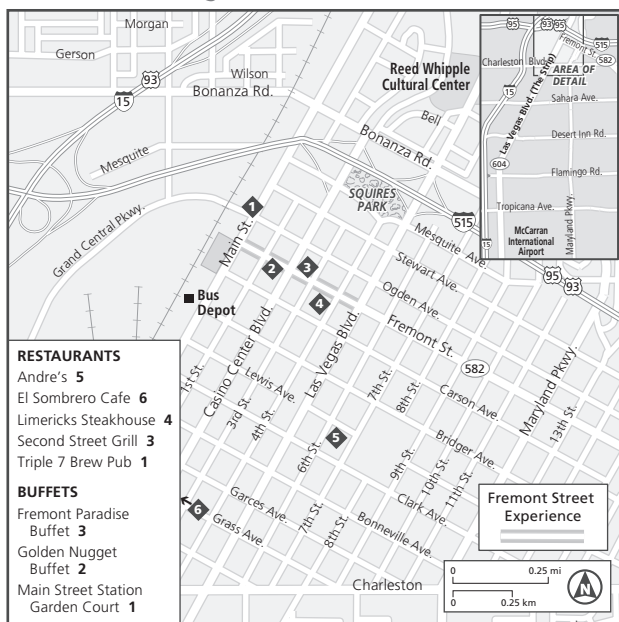 Morgan
Gerson
93
Wilson
15
Bonanza Rd.
Reed Whipple
Cultural Center
Bell
Bonanza Rd.
Mesquite
SQUIRES
PARK
515
Grand Central Pkwy.
Main St.
1
2
3
4
Mesquite Ave.
Stewart Ave.
Ogden Ave.
95
93
Bus
Depot
Fremont St.
582
1st St.
Casino Center Blvd.
Las Vegas Blvd.
Lewis Ave.
3rd St.
4th St.
6th St.
7th St.
8th St.
Carson Ave.
Maryland Pkwy.
13th St.
5
Bridger Ave.
9th St.
10th St.
11th St.
Clark Ave.
6
Garces Ave.
Grass Ave.
7th St.
8th St.
Bonneville Ave.
Charleston
95
93
95
Fremont St.
515
582
Charleston Blvd.
AREA OF
DETAIL
15
Las Vegas Blvd. (The Strip)
Sahara Ave.
Desert Inn Rd.
604
Flamingo Rd.
Tropicana Ave.
McCarran
International
Airport
Maryland Pkwy.
15
RESTAURANTS
Andre's 5
El Sombrero Cafe 6
Limericks Steakhouse 4
Second Street Grill 3
Triple 7 Brew Pub 1
BUFFETS
Fremont Paradise
Buffet 3
Golden Nugget
Buffet 2
Main Street Station
Garden Court 1
Fremont Street
Experience
0 0.25 mi
0 0.25 km
N